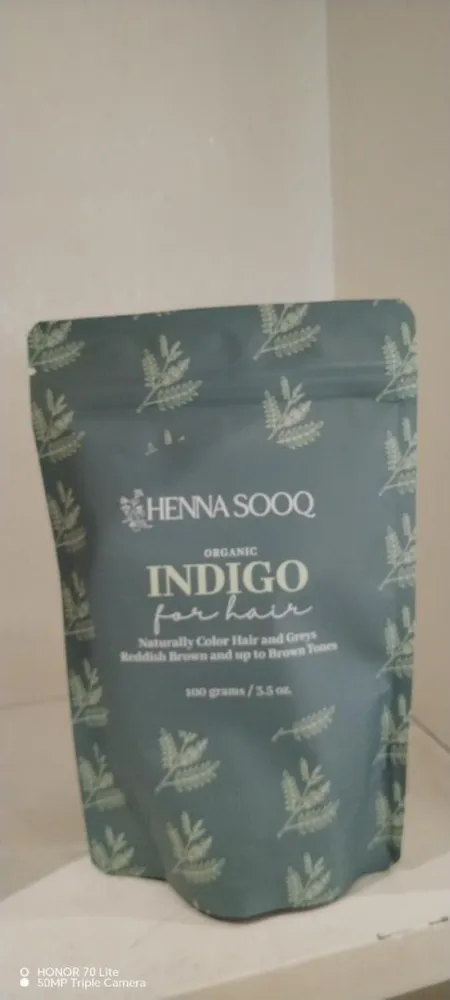 HENNA SOOQ
ORGANIC
INDIGO
for hair
Naturally Color Hair and Greys
Reddish Brown and up to Brown Tones
100 grams / 3.5 oz.
HONOR 70 Lite
50MP Triple Camera